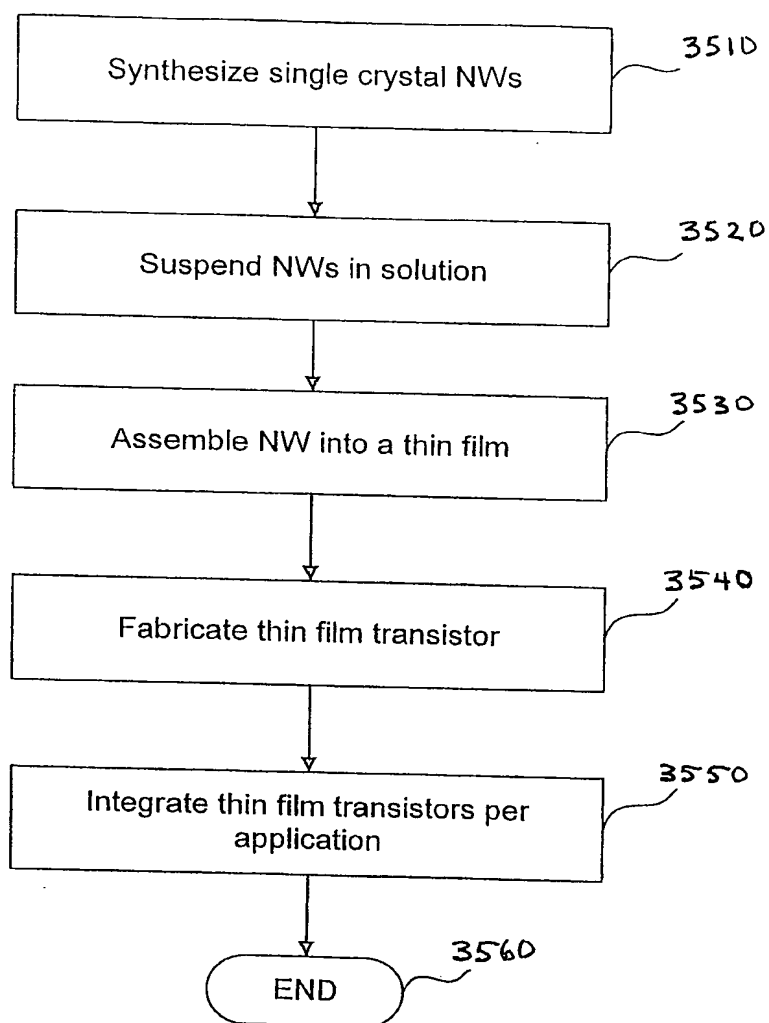 3510
Synthesize single crystal NWs
3520
Suspend NWs in solution
3530
Assemble NW into a thin film
3540
Fabricate thin film transistor
3550
Integrate thin film transistors per
application
3560
END